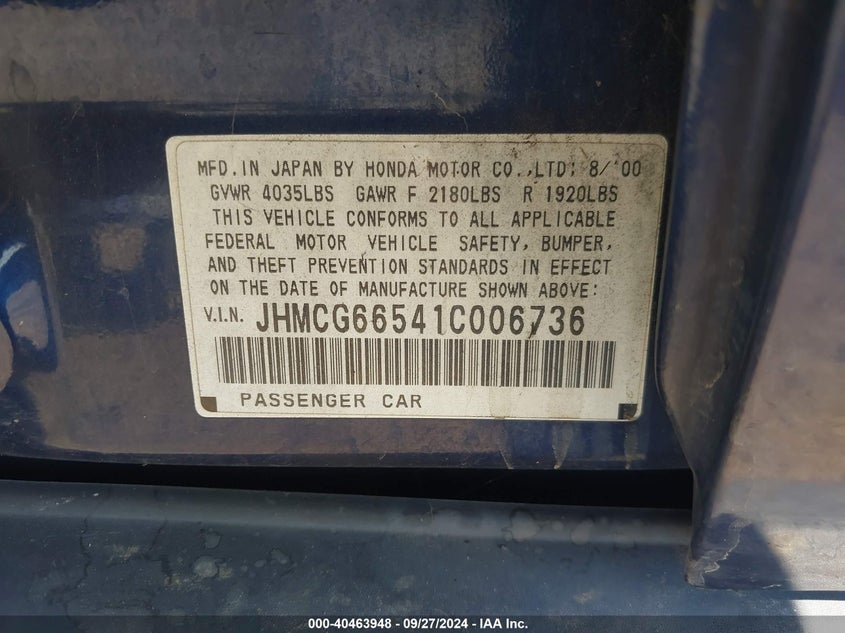 MFD. IN JAPAN BY HONDA MOTOR CO., LTD; 8/'00
GVWR 4035LBS GAWR F 2180LBS R 1920LBS
THIS VEHICLE CONFORMS TO ALL APPLICABLE
FEDERAL MOTOR VEHICLE SAFETY, BUMPER,
AND THEFT PREVENTION STANDARDS IN EFFECT
ON THE DATE OF MANUFACTURE SHOWN ABOVE:
V.I.N. JHMCG66541C006736
PASSENGER CAR
000-40463948 - 09/27/2024 - IAA Inc.